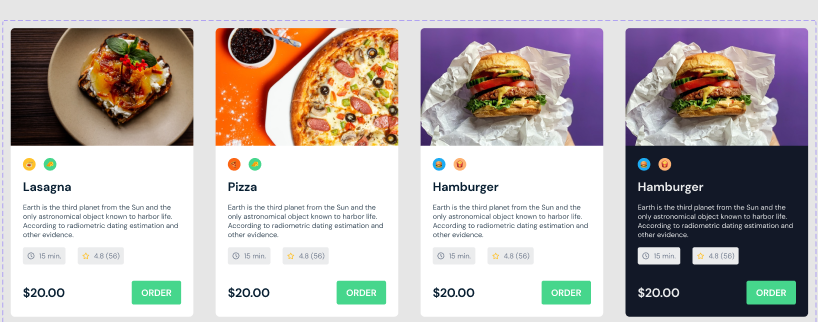 Lasagna
Earth is the third planet from the Sun and the
only astronomical object known to harbor life.
According to radiometric dating estimation and
other evidence.
15 min.
4.8 (56)
$20.00
ORDER
Pizza
Earth is the third planet from the Sun and the
only astronomical object known to harbor life.
According to radiometric dating estimation and
other evidence.
15 min.
4.8 (56)
$20.00
ORDER
Hamburger
Earth is the third planet from the Sun and the
only astronomical object known to harbor life.
According to radiometric dating estimation and
other evidence.
15 min.
4.8 (56)
$20.00
ORDER
Hamburger
Earth is the third planet from the Sun and the
only astronomical object known to harbor life.
According to radiometric dating estimation and
other evidence.
15 min.
4.8 (56)
$20.00
ORDER